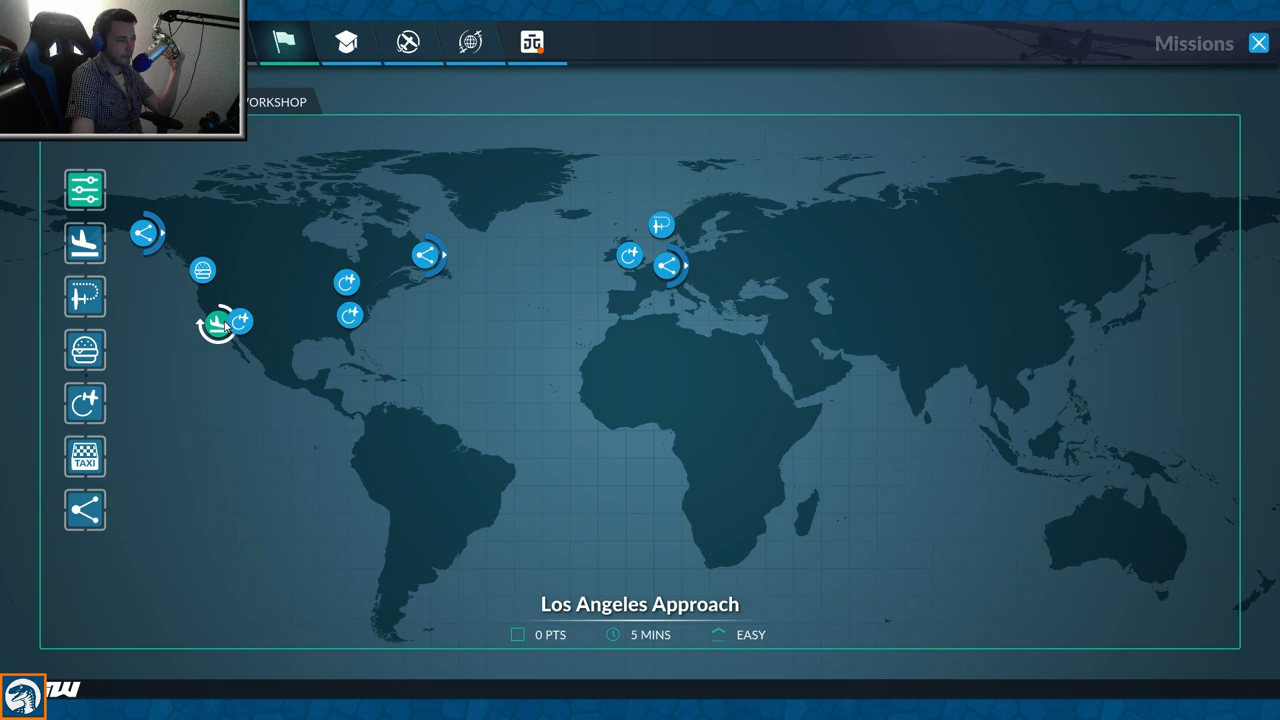 Missions
ORKSHOP
TAXI
Los Angeles Approach
0 PTS 5 MINS EASY